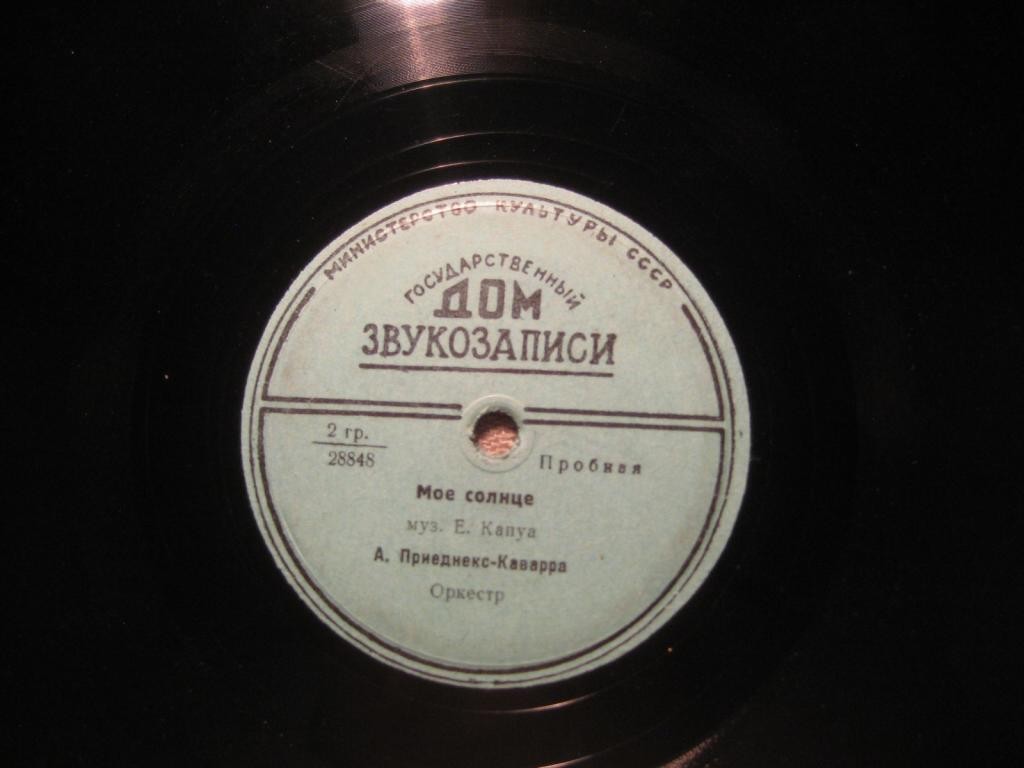 МИНИСТЕРСТВО КУЛЬТУРЫ СССР
ГОСУДАРСТВЕННЫЙ
ДОМ
ЗВУКОЗАПИСИ
2 гр.
28848
Пробная
Мое солнце
муз. Е. Капуа
А. Приеднекс-Каварра
Оркестр